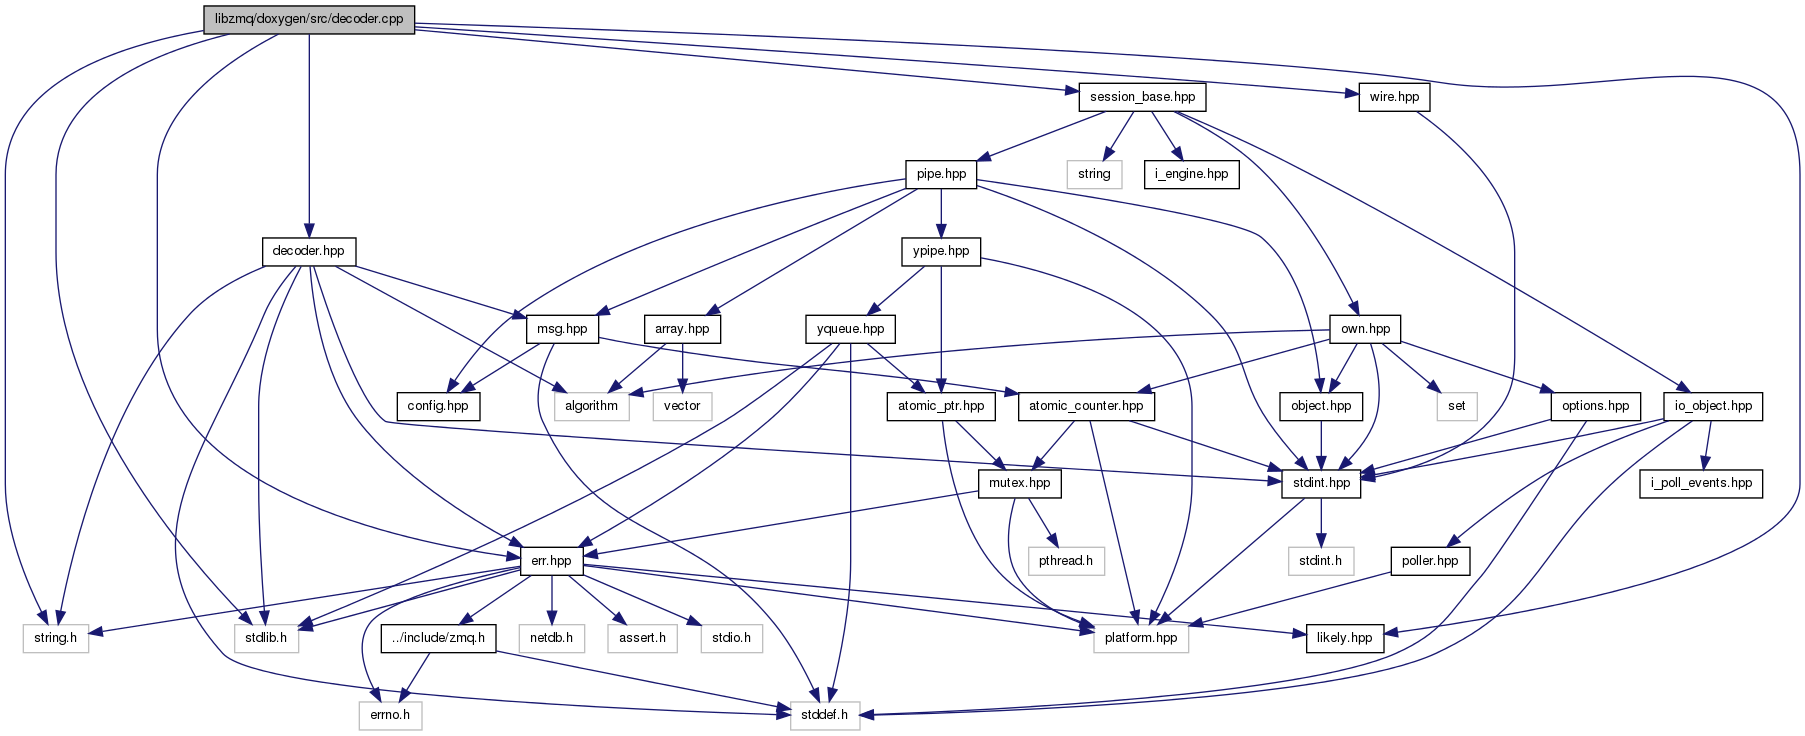 libzmq/doxygen/src/decoder.cpp
session_base.hpp
wire.hpp
pipe.hpp
string
i_engine.hpp
decoder.hpp
ypipe.hpp
msg.hpp
array.hpp
yqueue.hpp
own.hpp
config.hpp
algorithm
vector
atomic_ptr.hpp
atomic_counter.hpp
object.hpp
set
options.hpp
io_object.hpp
mutex.hpp
stdint.hpp
i_poll_events.hpp
err.hpp
pthread.h
stdint.h
poller.hpp
string.h
stdlib.h
../include/zmq.h
netdb.h
assert.h
stdio.h
platform.hpp
likely.hpp
errno.h
stddef.h